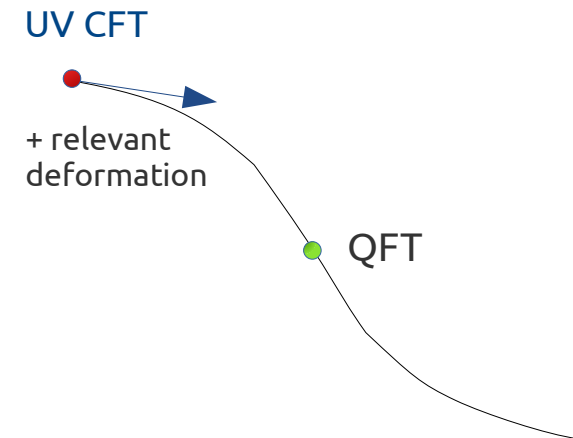 UV CFT
+ relevant
deformation
QFT